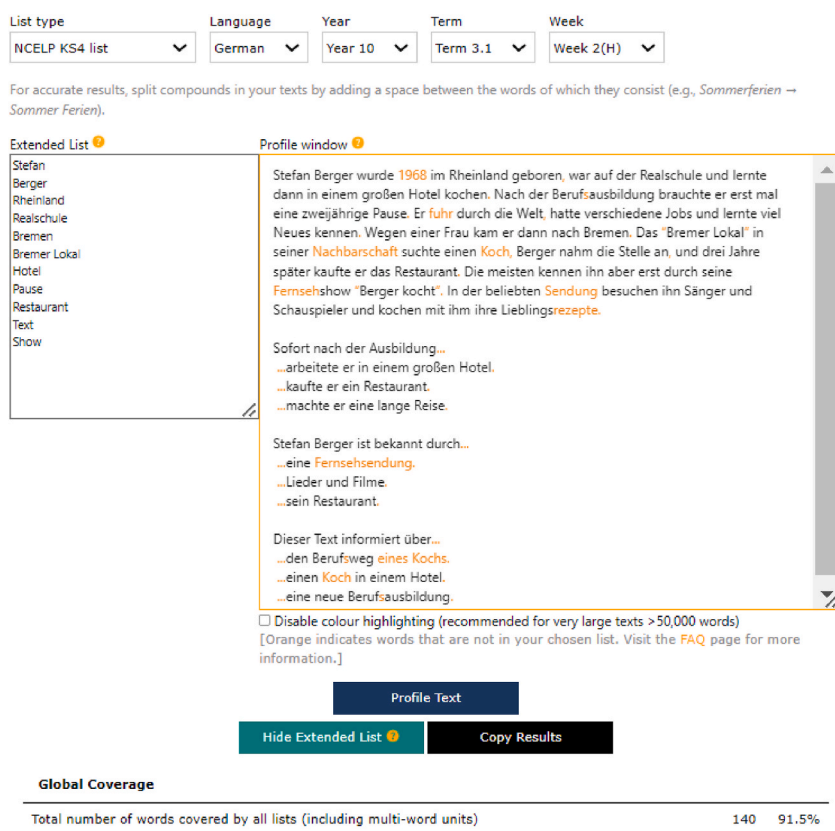 List type Language Year Term Week
NCELP KS4 list German Year 10 Term 3.1 Week 2(H)
For accurate results, split compounds in your texts by adding a space between the words of which they consist (e.g., Sommerferien →
Sommer Ferien).
Extended List ?
Stefan
Berger
Rheinland
Realschule
Bremen
Bremer Lokal
Hotel
Pause
Restaurant
Text
Show
Profile window ?
Stefan Berger wurde 1968 im Rheinland geboren, war auf der Realschule und lernte
dann in einem großen Hotel kochen. Nach der Berufsausbildung brauchte er erst mal
eine zweijährige Pause. Er fuhr durch die Welt, hatte verschiedene Jobs und lernte viel
Neues kennen. Wegen einer Frau kam er dann nach Bremen. Das "Bremer Lokal" in
seiner Nachbarschaft suchte einen Koch, Berger nahm die Stelle an, und drei Jahre
später kaufte er das Restaurant. Die meisten kennen ihn aber erst durch seine
Fernsehshow "Berger kocht". In der beliebten Sendung besuchen ihn Sänger und
Schauspieler und kochen mit ihm ihre Lieblingsrezepte.
Sofort nach der Ausbildung...
...arbeitete er in einem großen Hotel.
...kaufte er ein Restaurant.
...machte er eine lange Reise.
Stefan Berger ist bekannt durch...
...eine Fernsehsendung.
...Lieder und Filme.
...sein Restaurant.
Dieser Text informiert über...
...den Berufsweg eines Kochs.
...einen Koch in einem Hotel.
...eine neue Berufsausbildung.
Disable colour highlighting (recommended for very large texts >50,000 words)
[Orange indicates words that are not in your chosen list. Visit the FAQ page for more
information.]
Profile Text
Hide Extended List ? Copy Results
Global Coverage
Total number of words covered by all lists (including multi-word units) 140 91.5%